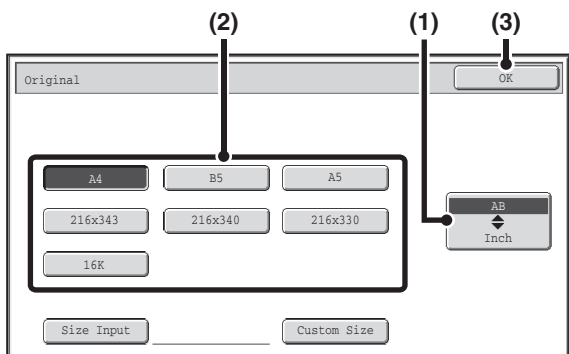 (2) (1) (3)
Original OK
A4 B5 A5
AB
216x343 216x340 216x330
Inch
16K
Size Input Custom Size